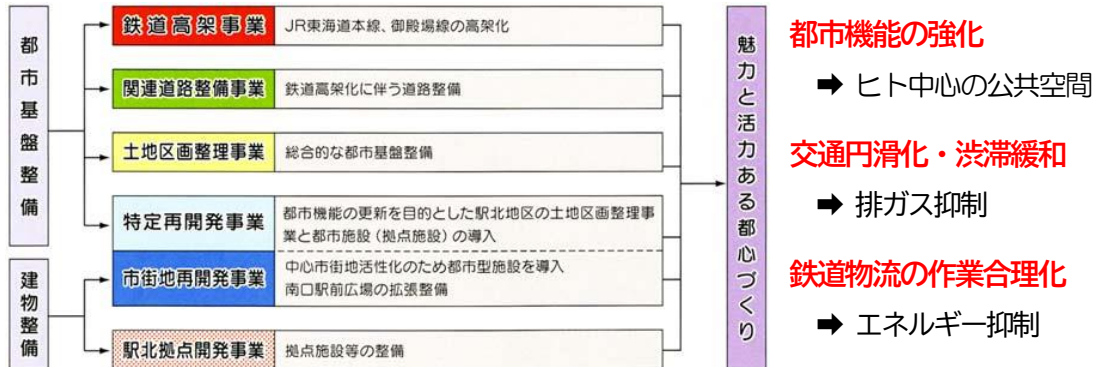 都市基盤整備
鉄道高架事業
JR東海道本線、御殿場線の高架化
関連道路整備事業
鉄道高架化に伴う道路整備
土地区画整理事業
総合的な都市基盤整備
特定再開発事業
都市機能の更新を目的とした駅北地区の土地区画整理事
業と都市施設（拠点施設）の導入
建物整備
市街地再開発事業
中心市街地活性化のため都市型施設を導入
南口駅前広場の拡張整備
駅北拠点開発事業
拠点施設等の整備
魅力と活力ある都心づくり
都市機能の強化
➡ ヒト中心の公共空間
交通円滑化・渋滞緩和
➡ 排ガス抑制
鉄道物流の作業合理化
➡ エネルギー抑制